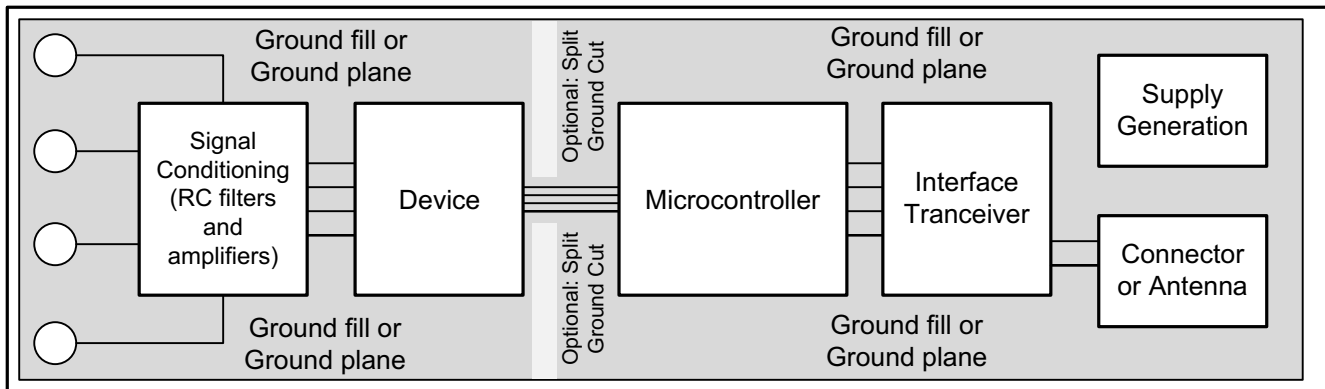 Ground fill or
Ground plane
Optional: Split
Ground Cut
Ground fill or
Ground plane
Supply
Generation
Signal
Conditioning
(RC filters
and
amplifiers)
Device
Microcontroller
Interface
Tranceiver
Connector
or Antenna
Ground fill or
Ground plane
Optional: Split
Ground Cut
Ground fill or
Ground plane